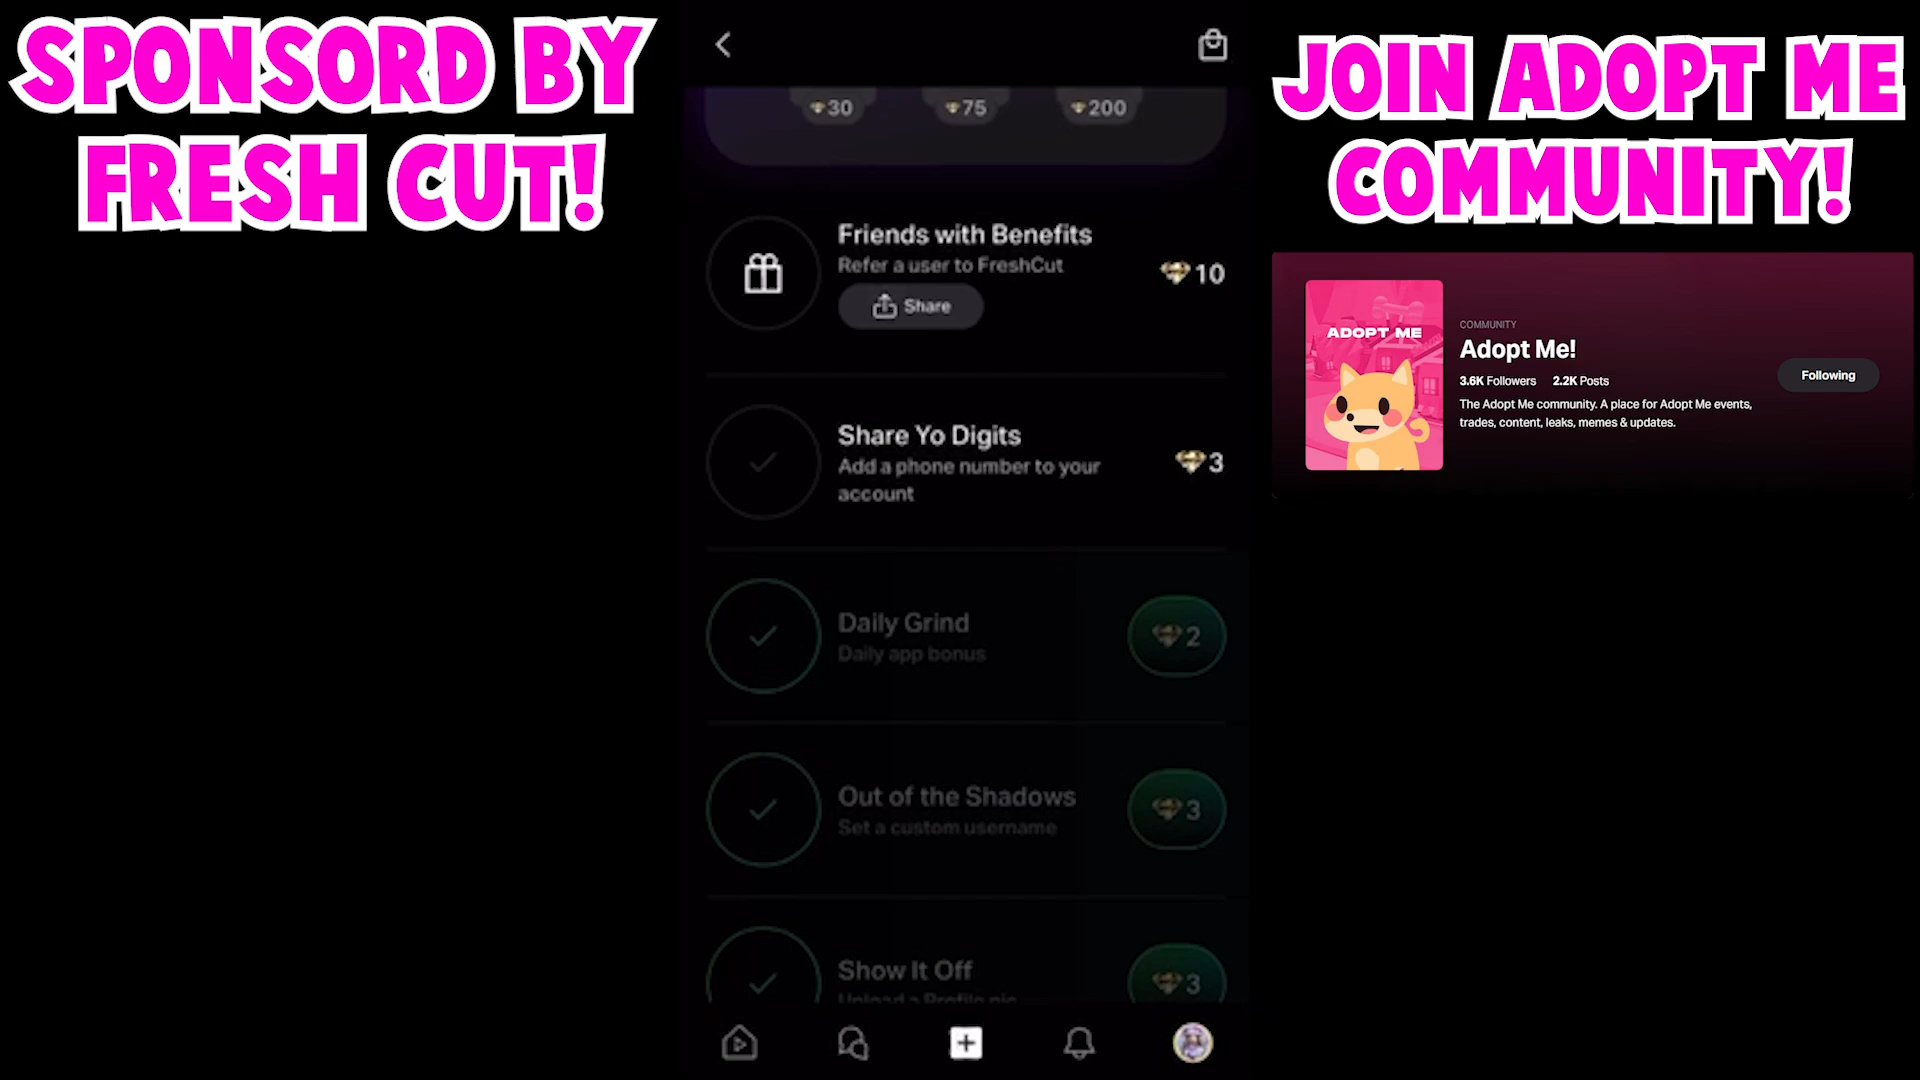 SPONSORD BY
FRESH CUT!
30
75
200
Friends with Benefits
Refer a user to FreshCut
10
Share
Share Yo Digits
Add a phone number to your
account
3
Daily Grind
Daily app bonus
2
Out of the Shadows
Set a custom username
3
Show It Off
Upload a Profile pic
3
JOIN ADOPT ME
COMMUNITY!
ADOPT ME
COMMUNITY
Adopt Me!
3.6K Followers 2.2K Posts
Following
The Adopt Me community. A place for Adopt Me events,
trades, content, leaks, memes & updates.